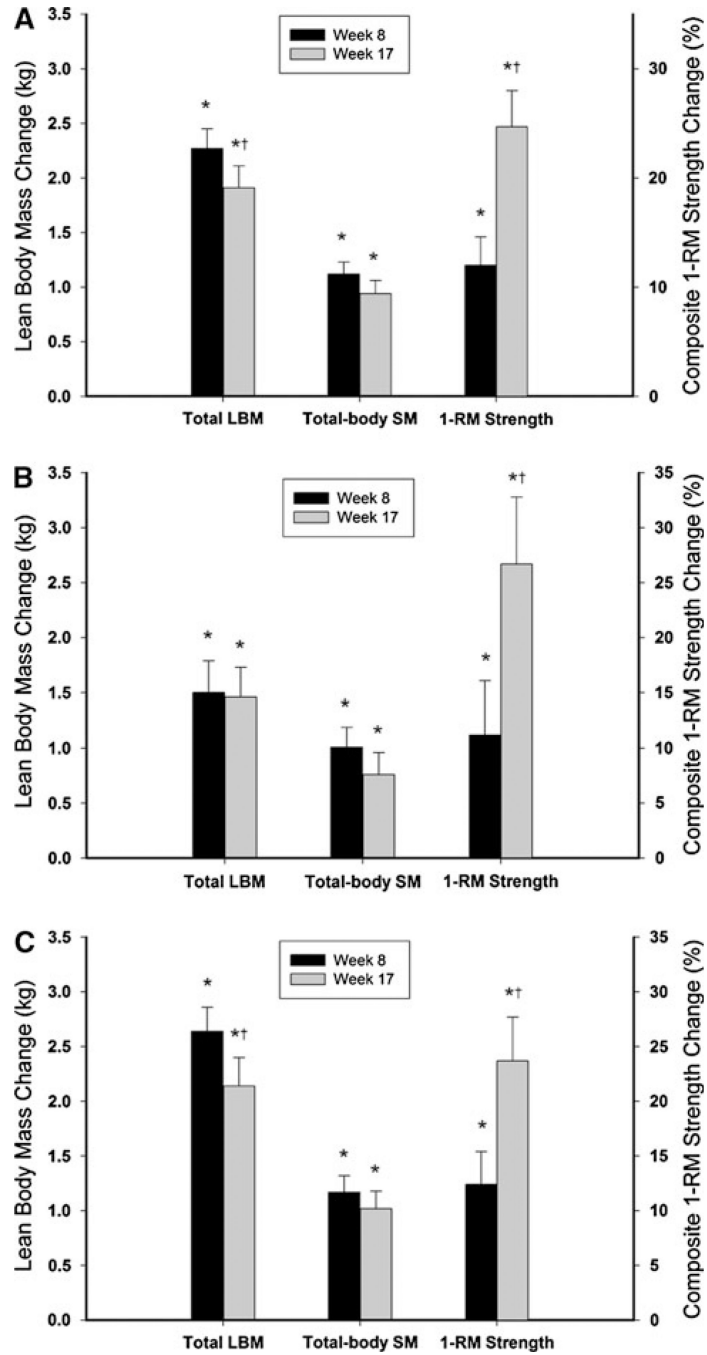 A
Week 8
Week 17
Lean Body Mass Change (kg)
3.5
3.0
2.5
2.0
1.5
1.0
0.5
0.0
*
*†
*
*
*
*†
Composite 1-RM Strength Change (%)
30
20
10
0
Total LBM
Total-body SM
1-RM Strength
B
Week 8
Week 17
Lean Body Mass Change (kg)
3.5
3.0
2.5
2.0
1.5
1.0
0.5
0.0
*
*
*
*
*
*†
Composite 1-RM Strength Change (%)
35
30
25
20
15
10
5
0
Total LBM
Total-body SM
1-RM Strength
C
Week 8
Week 17
Lean Body Mass Change (kg)
3.5
3.0
2.5
2.0
1.5
1.0
0.5
0.0
*
*†
*
*
*
*†
Composite 1-RM Strength Change (%)
35
30
25
20
15
10
5
0
Total LBM
Total-body SM
1-RM Strength